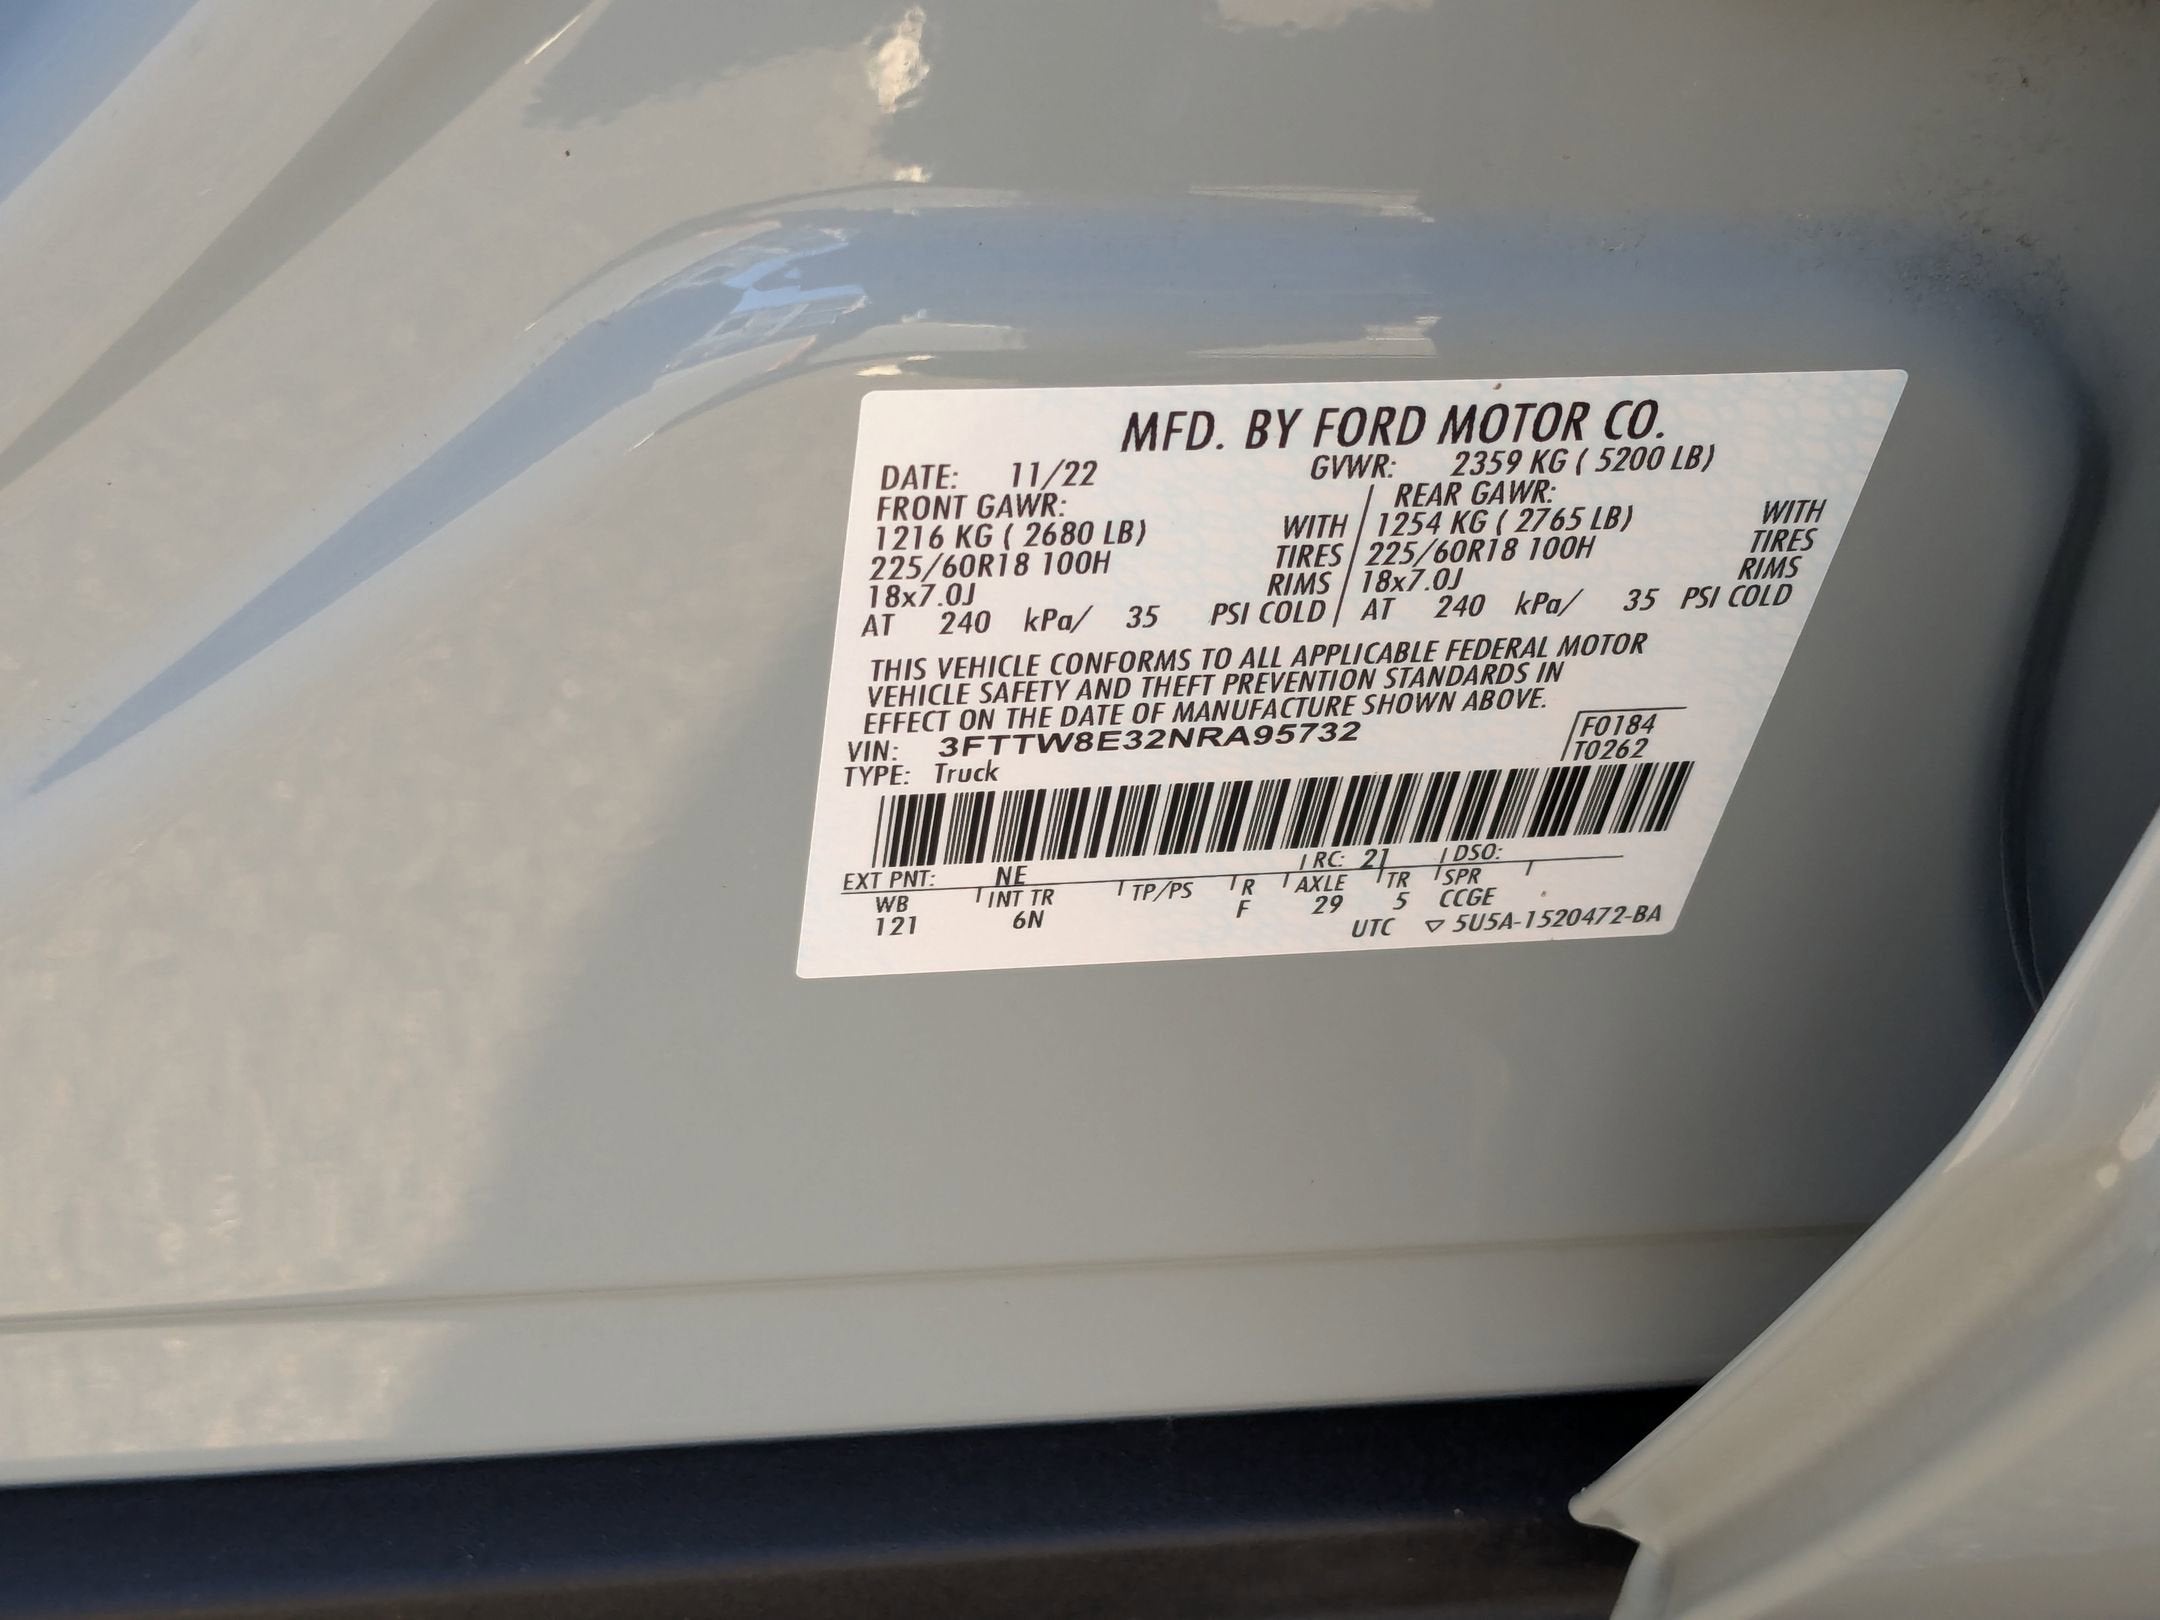 MFD. BY FORD MOTOR CO.
DATE: 11/22 GVWR: 2359 KG ( 5200 LB)
FRONT GAWR: / REAR GAWR:
1216 KG ( 2680 LB) WITH / 1254 KG ( 2765 LB) WITH
225/60R18 100H TIRES / 225/60R18 100H TIRES
18x7.0J RIMS / 18x7.0J RIMS
AT 240 kPa/ 35 PSI COLD / AT 240 kPa/ 35 PSI COLD
THIS VEHICLE CONFORMS TO ALL APPLICABLE FEDERAL MOTOR
VEHICLE SAFETY AND THEFT PREVENTION STANDARDS IN
EFFECT ON THE DATE OF MANUFACTURE SHOWN ABOVE.
VIN: 3FTTW8E32NRA95732 F0184
TYPE: Truck T0262
EXT PNT: NE RC: 21 DSO:
WB INT TR TP/PS R AXLE TR SPR
121 6N F 29 5 CCGE
UTC ▽ 5U5A-1520472-BA